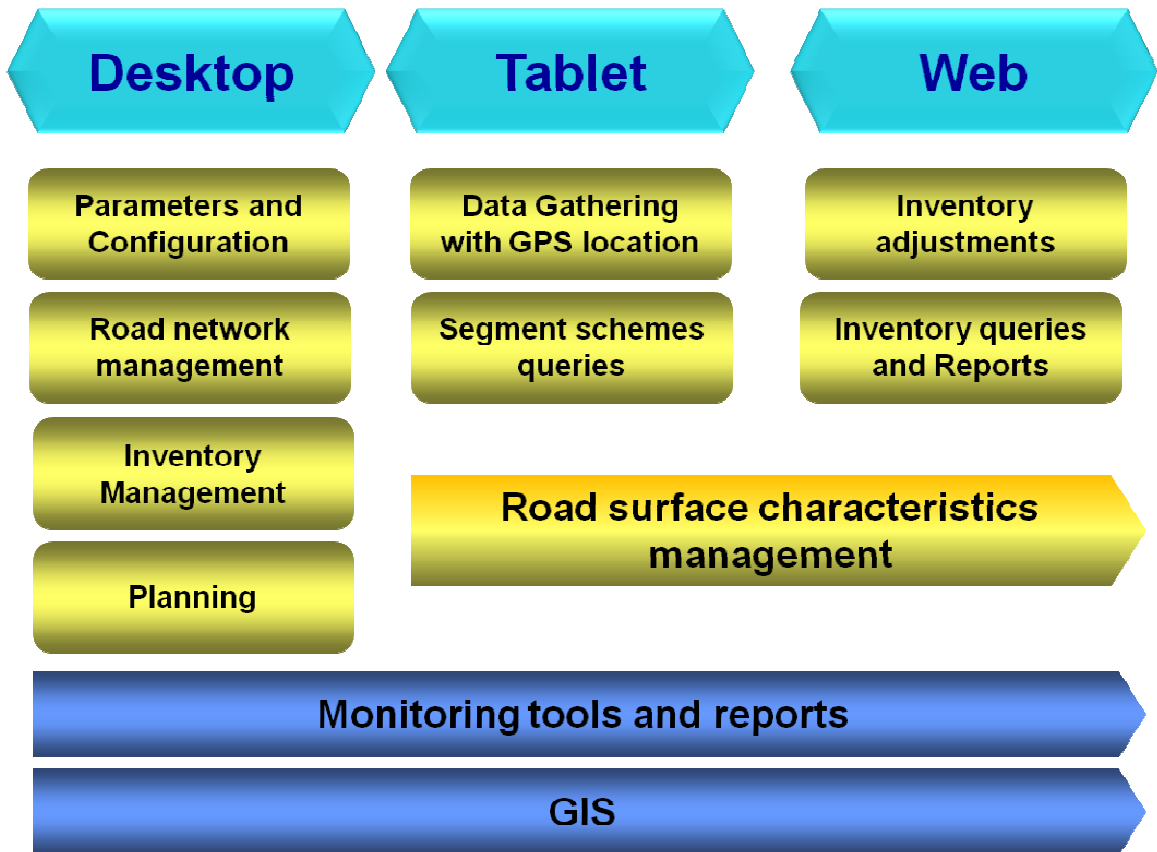 Desktop
Tablet
Web
Parameters and
Configuration
Data Gathering
with GPS location
Inventory
adjustments
Road network
management
Segment schemes
queries
Inventory queries
and Reports
Inventory
Management
Road surface characteristics
management
Planning
Monitoring tools and reports
GIS